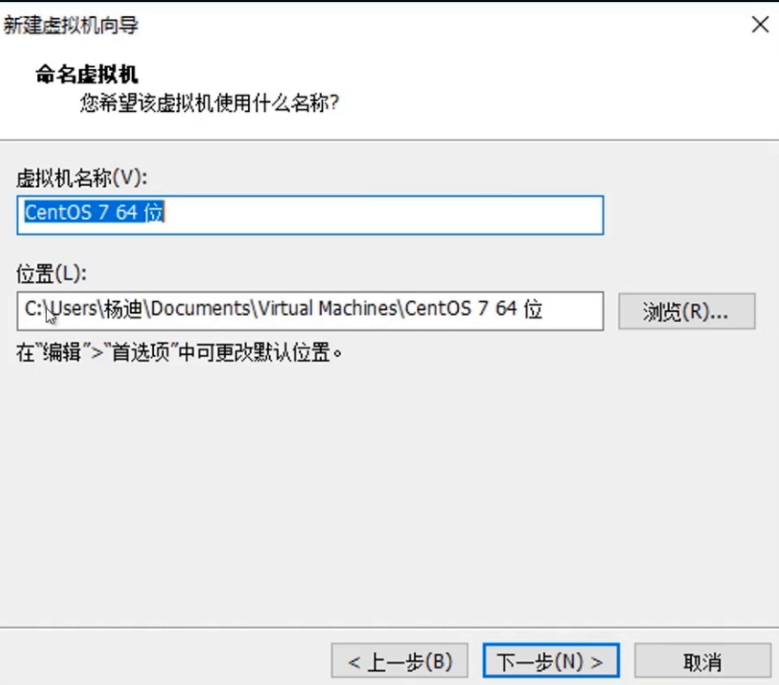 新建虚拟机向导
命名虚拟机
您希望该虚拟机使用什么名称?
虚拟机名称(V):
CentOS 7 64 位
位置(L):
C:\Users\杨迪\Documents\Virtual Machines\CentOS 7 64 位
浏览(R)...
在“编辑”>“首选项”中可更改默认位置。
< 上一步(B)
下一步(N) >
取消